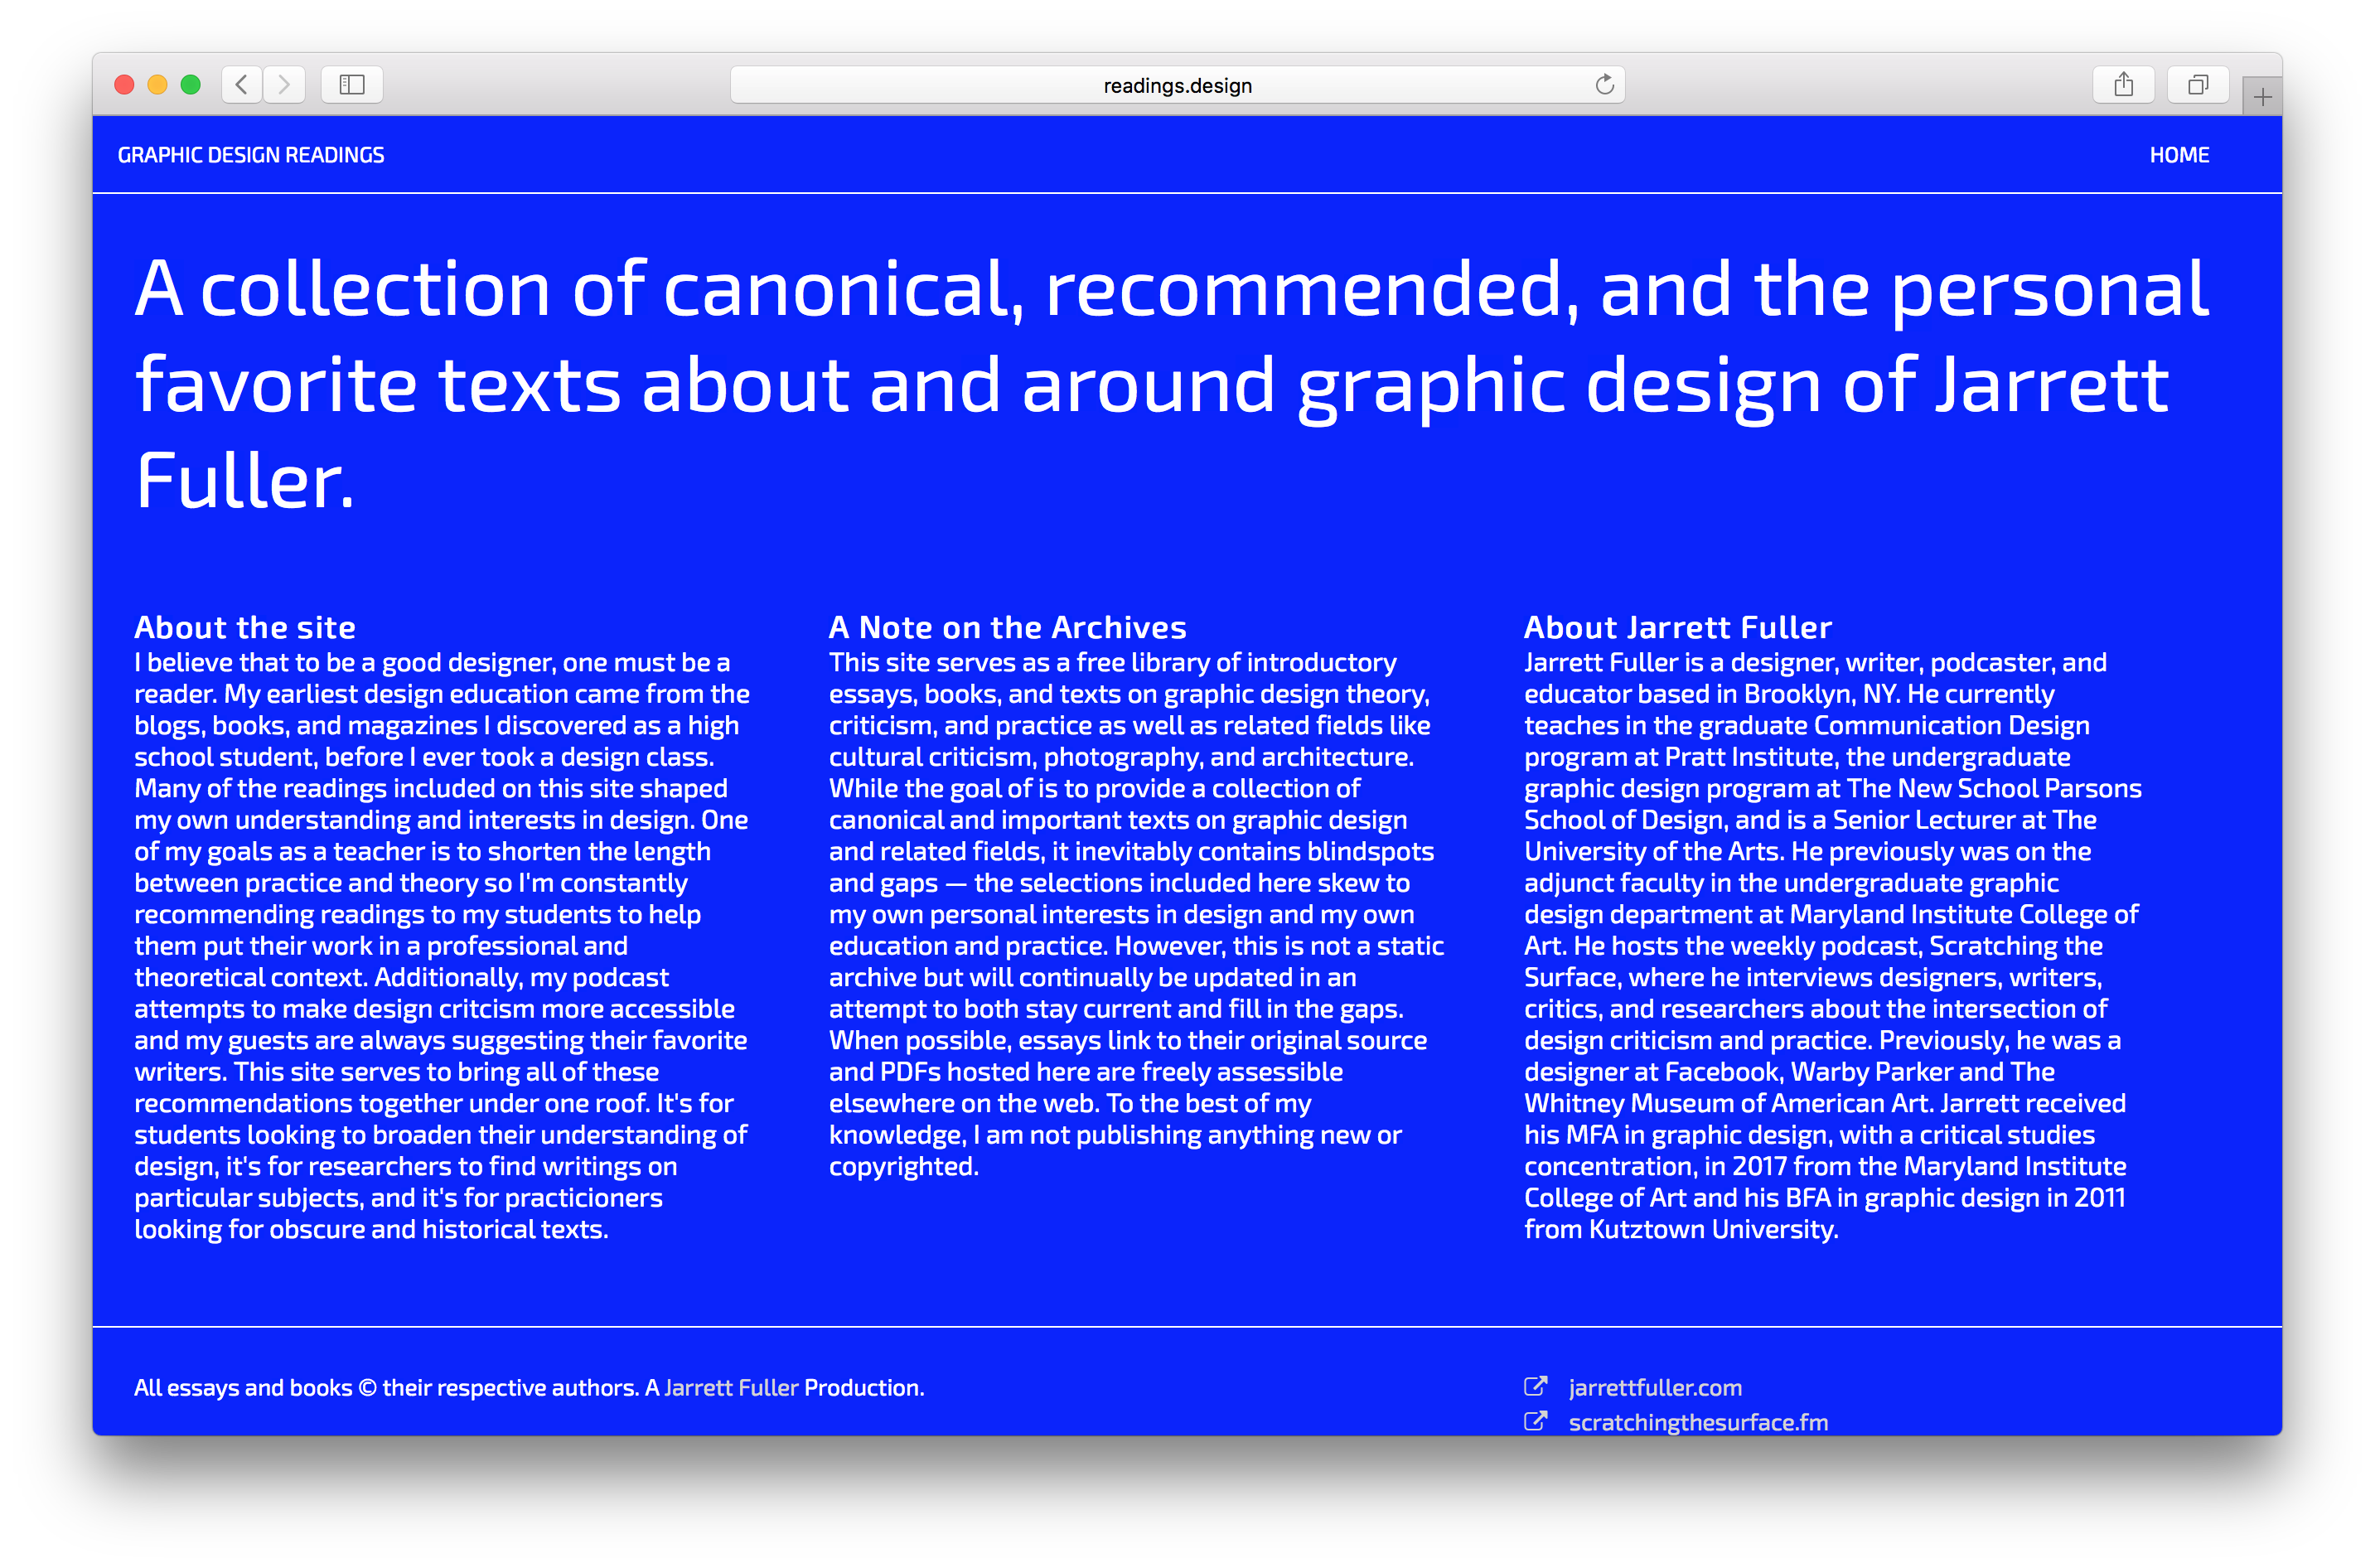 readings.design
GRAPHIC DESIGN READINGS
HOME
A collection of canonical, recommended, and the personal
favorite texts about and around graphic design of Jarrett
Fuller.
About the site
I believe that to be a good designer, one must be a
reader. My earliest design education came from the
blogs, books, and magazines I discovered as a high
school student, before I ever took a design class.
Many of the readings included on this site shaped
my own understanding and interests in design. One
of my goals as a teacher is to shorten the length
between practice and theory so I'm constantly
recommending readings to my students to help
them put their work in a professional and
theoretical context. Additionally, my podcast
attempts to make design critcism more accessible
and my guests are always suggesting their favorite
writers. This site serves to bring all of these
recommendations together under one roof. It's for
students looking to broaden their understanding of
design, it's for researchers to find writings on
particular subjects, and it's for practicioners
looking for obscure and historical texts.
A Note on the Archives
This site serves as a free library of introductory
essays, books, and texts on graphic design theory,
criticism, and practice as well as related fields like
cultural criticism, photography, and architecture.
While the goal of is to provide a collection of
canonical and important texts on graphic design
and related fields, it inevitably contains blindspots
and gaps — the selections included here skew to
my own personal interests in design and my own
education and practice. However, this is not a static
archive but will continually be updated in an
attempt to both stay current and fill in the gaps.
When possible, essays link to their original source
and PDFs hosted here are freely assessible
elsewhere on the web. To the best of my
knowledge, I am not publishing anything new or
copyrighted.
About Jarrett Fuller
Jarrett Fuller is a designer, writer, podcaster, and
educator based in Brooklyn, NY. He currently
teaches in the graduate Communication Design
program at Pratt Institute, the undergraduate
graphic design program at The New School Parsons
School of Design, and is a Senior Lecturer at The
University of the Arts. He previously was on the
adjunct faculty in the undergraduate graphic
design department at Maryland Institute College of
Art. He hosts the weekly podcast, Scratching the
Surface, where he interviews designers, writers,
critics, and researchers about the intersection of
design criticism and practice. Previously, he was a
designer at Facebook, Warby Parker and The
Whitney Museum of American Art. Jarrett received
his MFA in graphic design, with a critical studies
concentration, in 2017 from the Maryland Institute
College of Art and his BFA in graphic design in 2011
from Kutztown University.
All essays and books © their respective authors. A Jarrett Fuller Production.
jarrettfuller.com
scratchingthesurface.fm